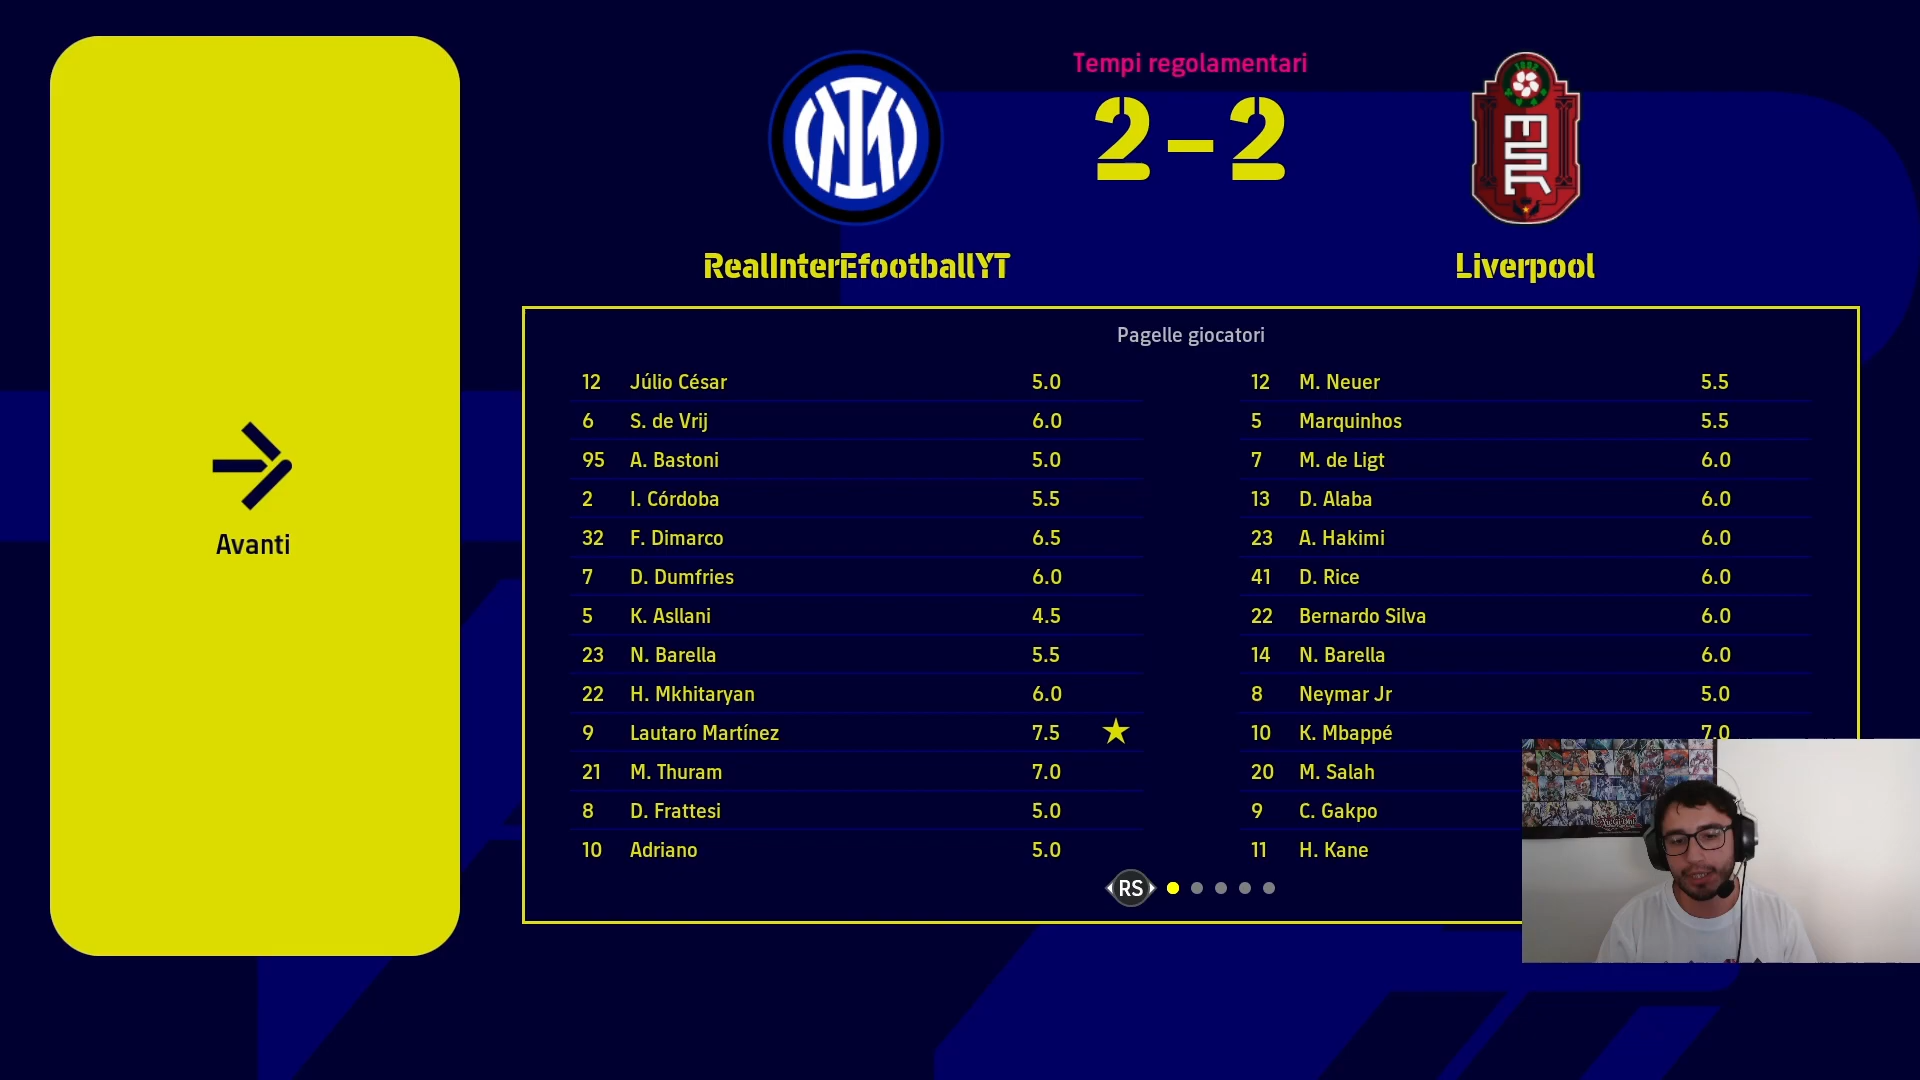 Avanti
Tempi regolamentari
2-2
RealInterEfootballYT
Liverpool
Pagelle giocatori
12 Júlio César 5.0
6 S. de Vrij 6.0
95 A. Bastoni 5.0
2 I. Córdoba 5.5
32 F. Dimarco 6.5
7 D. Dumfries 6.0
5 K. Asllani 4.5
23 N. Barella 5.5
22 H. Mkhitaryan 6.0
9 Lautaro Martínez 7.5
21 M. Thuram 7.0
8 D. Frattesi 5.0
10 Adriano 5.0
12 M. Neuer 5.5
5 Marquinhos 5.5
7 M. de Ligt 6.0
13 D. Alaba 6.0
23 A. Hakimi 6.0
41 D. Rice 6.0
22 Bernardo Silva 6.0
14 N. Barella 6.0
8 Neymar Jr 5.0
10 K. Mbappé 7.0
20 M. Salah
9 C. Gakpo
11 H. Kane
RS